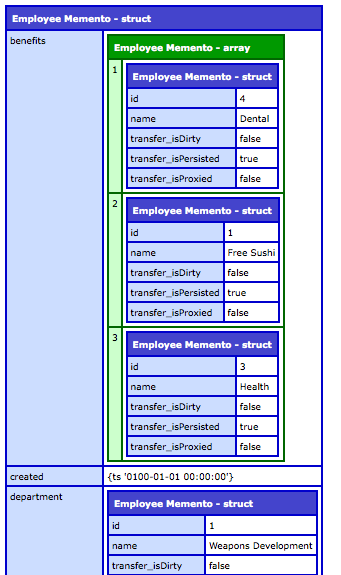 Employee Memento - struct
benefits
Employee Memento - array
1
Employee Memento - struct
id 4
name Dental
transfer_isDirty false
transfer_isPersisted true
transfer_isProxied false
2
Employee Memento - struct
id 1
name Free Sushi
transfer_isDirty false
transfer_isPersisted true
transfer_isProxied false
3
Employee Memento - struct
id 3
name Health
transfer_isDirty false
transfer_isPersisted true
transfer_isProxied false
created {ts '0100-01-01 00:00:00'}
department
Employee Memento - struct
id 1
name Weapons Development
transfer_isDirty false